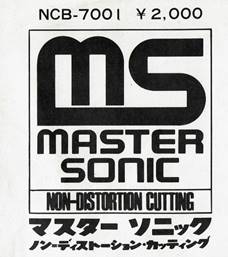 NCB-7001 ¥2,000
ms
MASTER
SONIC
NON-DISTORTION CUTTING
マスター ソニック
ノン=ディストーション・カッティング